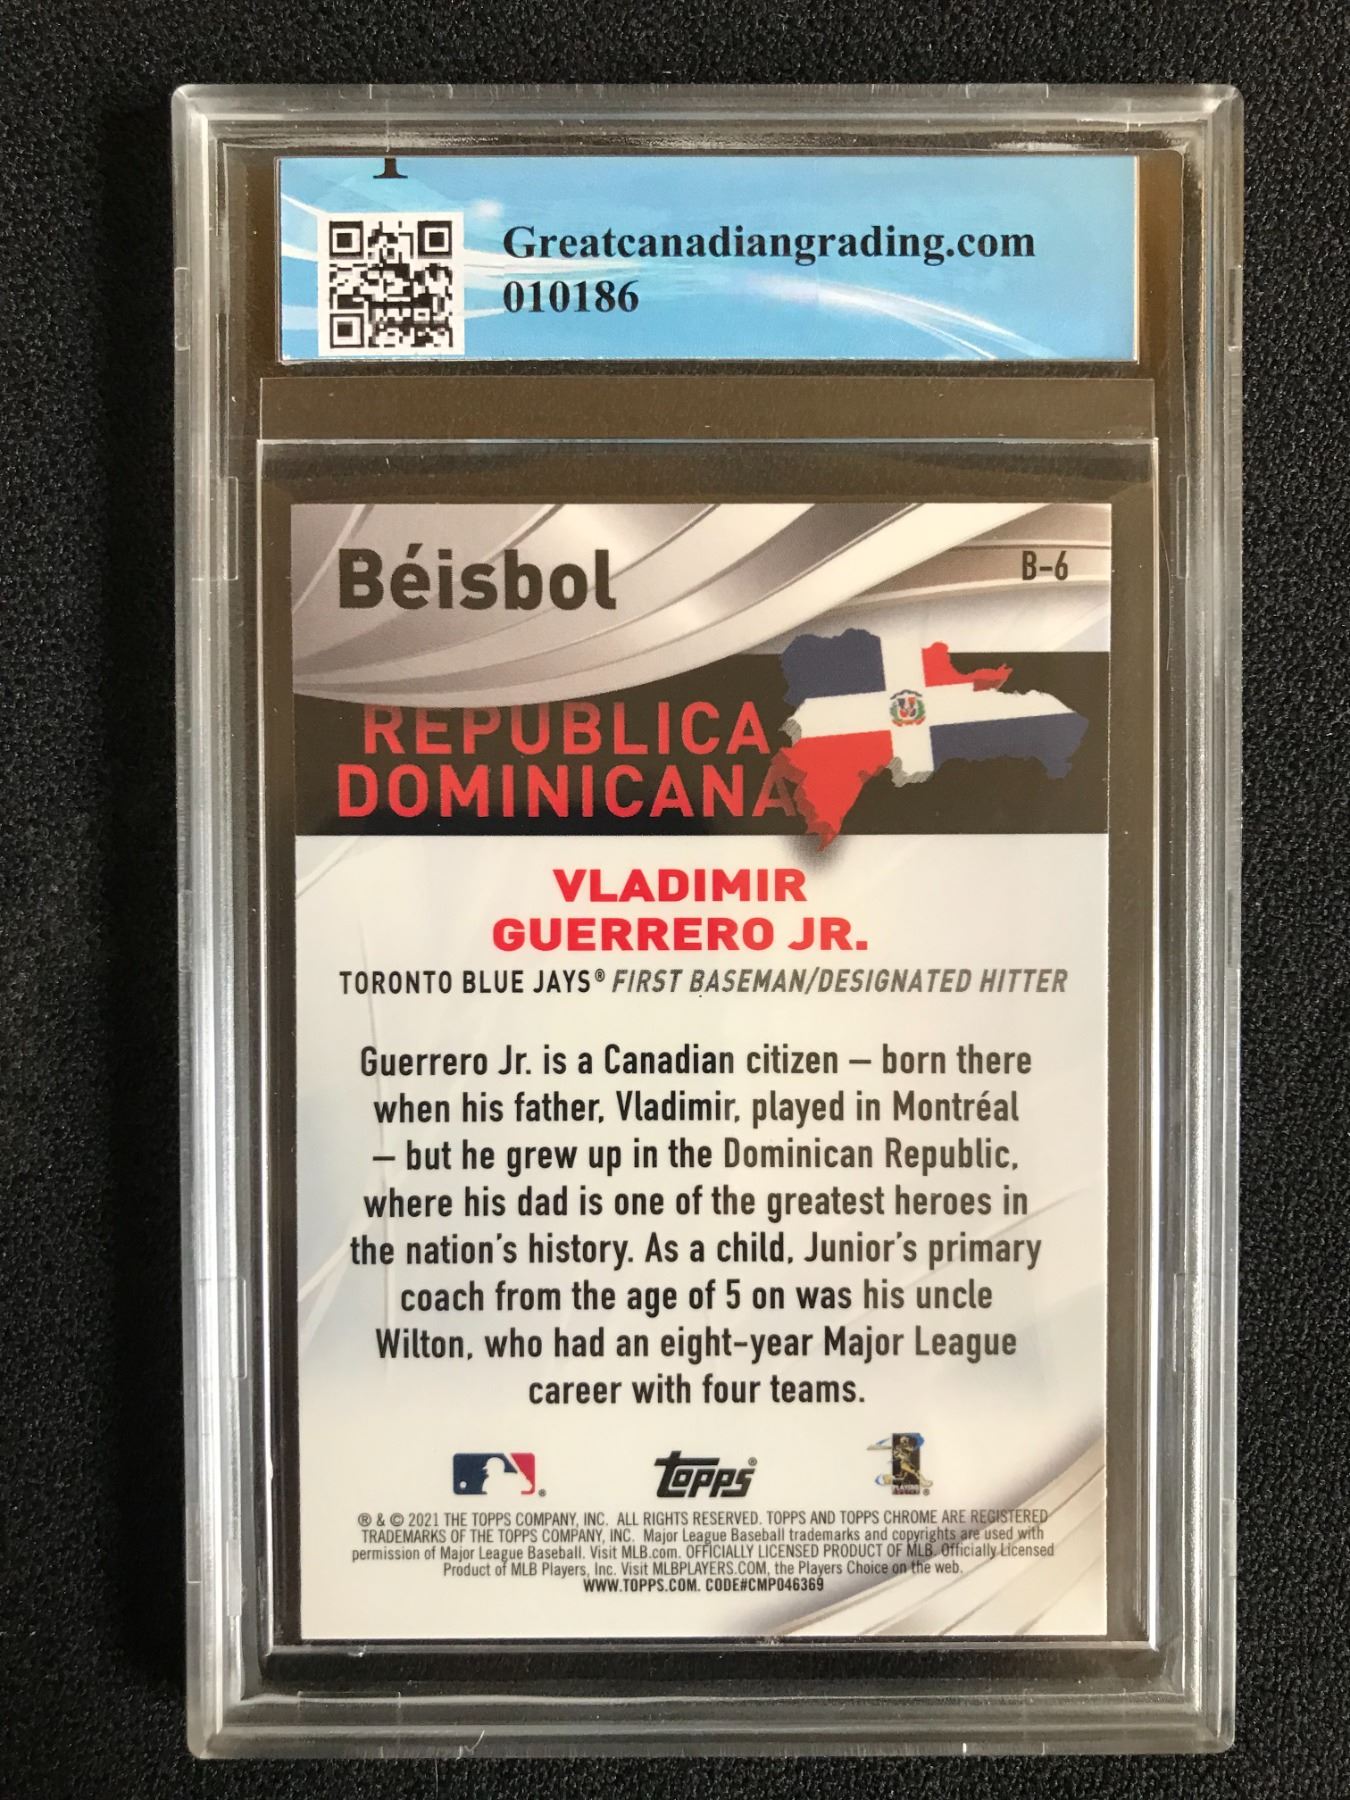 Greatcanadiangrading.com
010186
Béisbol
B-6
REPUBLICA
DOMINICANA
VLADIMIR
GUERRERO JR.
TORONTO BLUE JAYS® FIRST BASEMAN/DESIGNATED HITTER
Guerrero Jr. is a Canadian citizen – born there
when his father, Vladimir, played in Montréal
– but he grew up in the Dominican Republic,
where his dad is one of the greatest heroes in
the nation's history. As a child, Junior's primary
coach from the age of 5 on was his uncle
Wilton, who had an eight-year Major League
career with four teams.
topps®
® & © 2021 THE TOPPS COMPANY, INC. ALL RIGHTS RESERVED. TOPPS AND TOPPS CHROME ARE REGISTERED
TRADEMARKS OF THE TOPPS COMPANY, INC. Major League Baseball trademarks and copyrights are used with
permission of Major League Baseball. Visit MLB.com. OFFICIALLY LICENSED PRODUCT OF MLB. Officially Licensed
Product of MLB Players, Inc. Visit MLBPLAYERS.COM, the Players Choice on the web.
WWW.TOPPS.COM. CODE#CMP046369